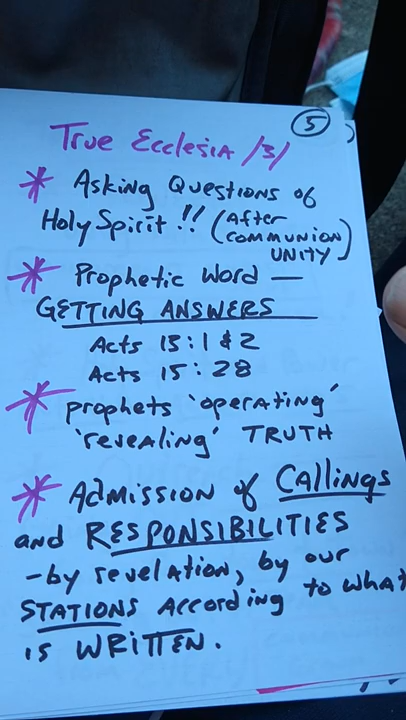 5
True Ecclesia /3/
* Asking Questions of
Holy Spirit!! (After
COMMUNION
UNITY)
* Prophetic Word —
GETTING ANSWERS
Acts 13:1 & 2
Acts 15:28
* prophets 'operating'
'revealing' TRUTH
* Admission of Callings
and RESPONSIBILITIES
-by revelation, by our
STATIONS According to what
is WRITTEN.